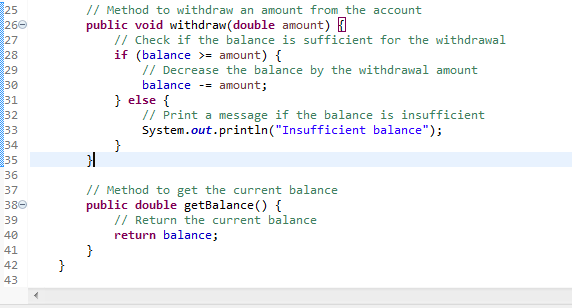 25 // Method to withdraw an amount from the account
26 public void withdraw(double amount) {
27 // Check if the balance is sufficient for the withdrawal
28 if (balance >= amount) {
29 // Decrease the balance by the withdrawal amount
30 balance -= amount;
31 } else {
32 // Print a message if the balance is insufficient
33 System.out.println("Insufficient balance");
34 }
35 }
36
37 // Method to get the current balance
38 public double getBalance() {
39 // Return the current balance
40 return balance;
41 }
42 }
43